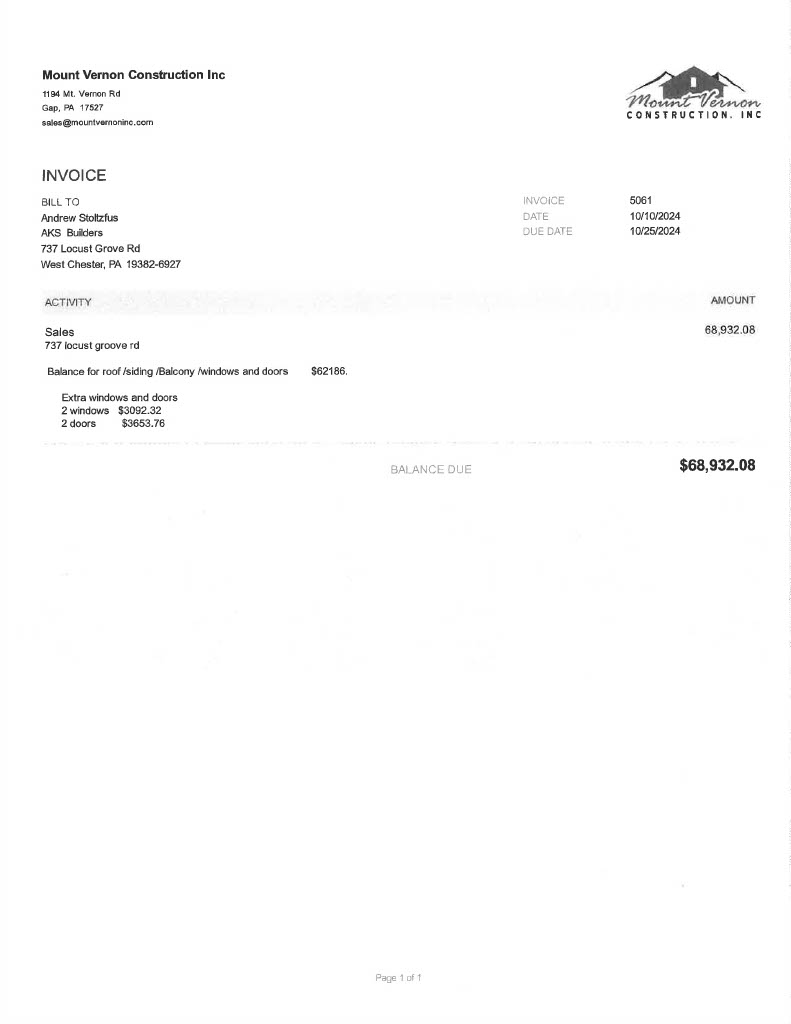 Mount Vernon Construction Inc
1194 Mt. Vernon Rd
Gap, PA 17527
sales@mountvernoninc.com
Mount Vernon
CONSTRUCTION, INC
INVOICE
BILL TO
Andrew Stoltzfus
AKS Builders
737 Locust Grove Rd
West Chester, PA 19382-6927
INVOICE 5061
DATE 10/10/2024
DUE DATE 10/25/2024
ACTIVITY AMOUNT
Sales 68,932.08
737 locust groove rd
Balance for roof /siding /Balcony /windows and doors $62186.
Extra windows and doors
2 windows $3092.32
2 doors $3653.76
BALANCE DUE $68,932.08
Page 1 of 1